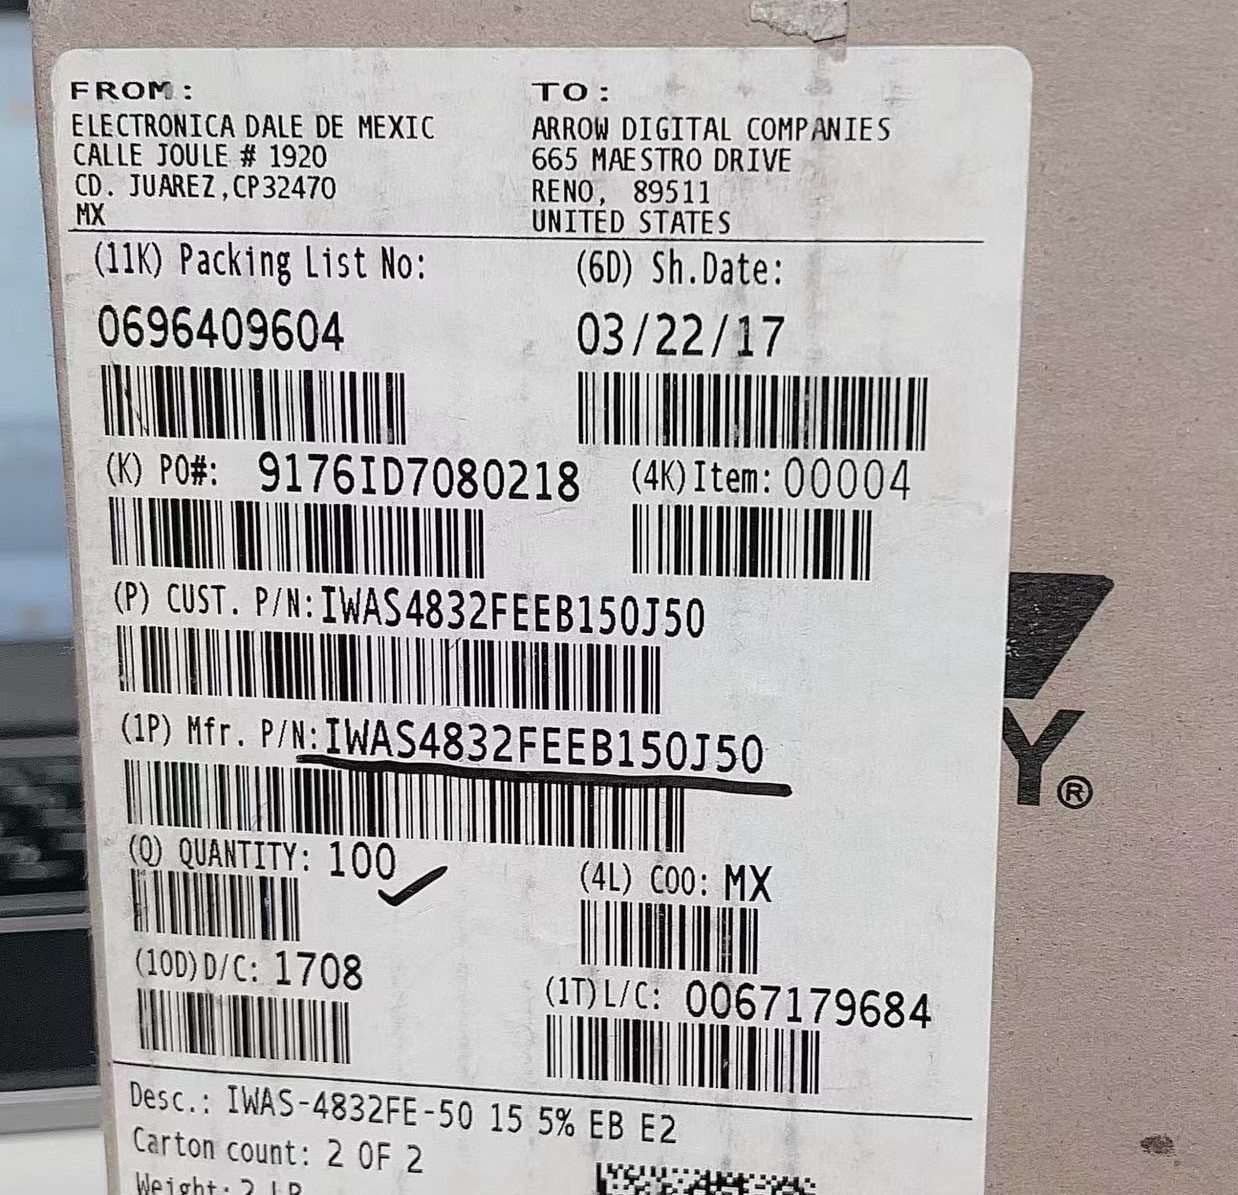 FROM:
ELECTRONICA DALE DE MEXIC
CALLE JOULE # 1920
CD. JUAREZ,CP32470
MX
TO:
ARROW DIGITAL COMPANIES
665 MAESTRO DRIVE
RENO, 89511
UNITED STATES
(11K) Packing List No:
0696409604
(6D) Sh.Date:
03/22/17
(K) PO#: 9176ID7080218
(4K)Item: 00004
(P) CUST. P/N:IWAS4832FEEB150J50
(1P) Mfr. P/N:IWAS4832FEEB150J50
(Q) QUANTITY: 100
(4L) COO: MX
(10D)D/C: 1708
(1T)L/C: 0067179684
Desc.: IWAS-4832FE-50 15 5% EB E2
Carton count: 2 OF 2
Weight: 2 LB
Y®